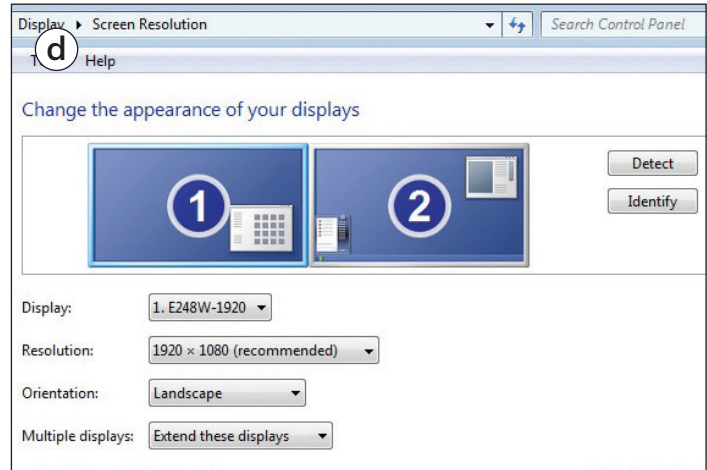 Display ▸ Screen Resolution Search Control Panel
d
T Help
Change the appearance of your displays
1 2
Detect
Identify
Display: 1. E248W-1920
Resolution: 1920 × 1080 (recommended)
Orientation: Landscape
Multiple displays: Extend these displays